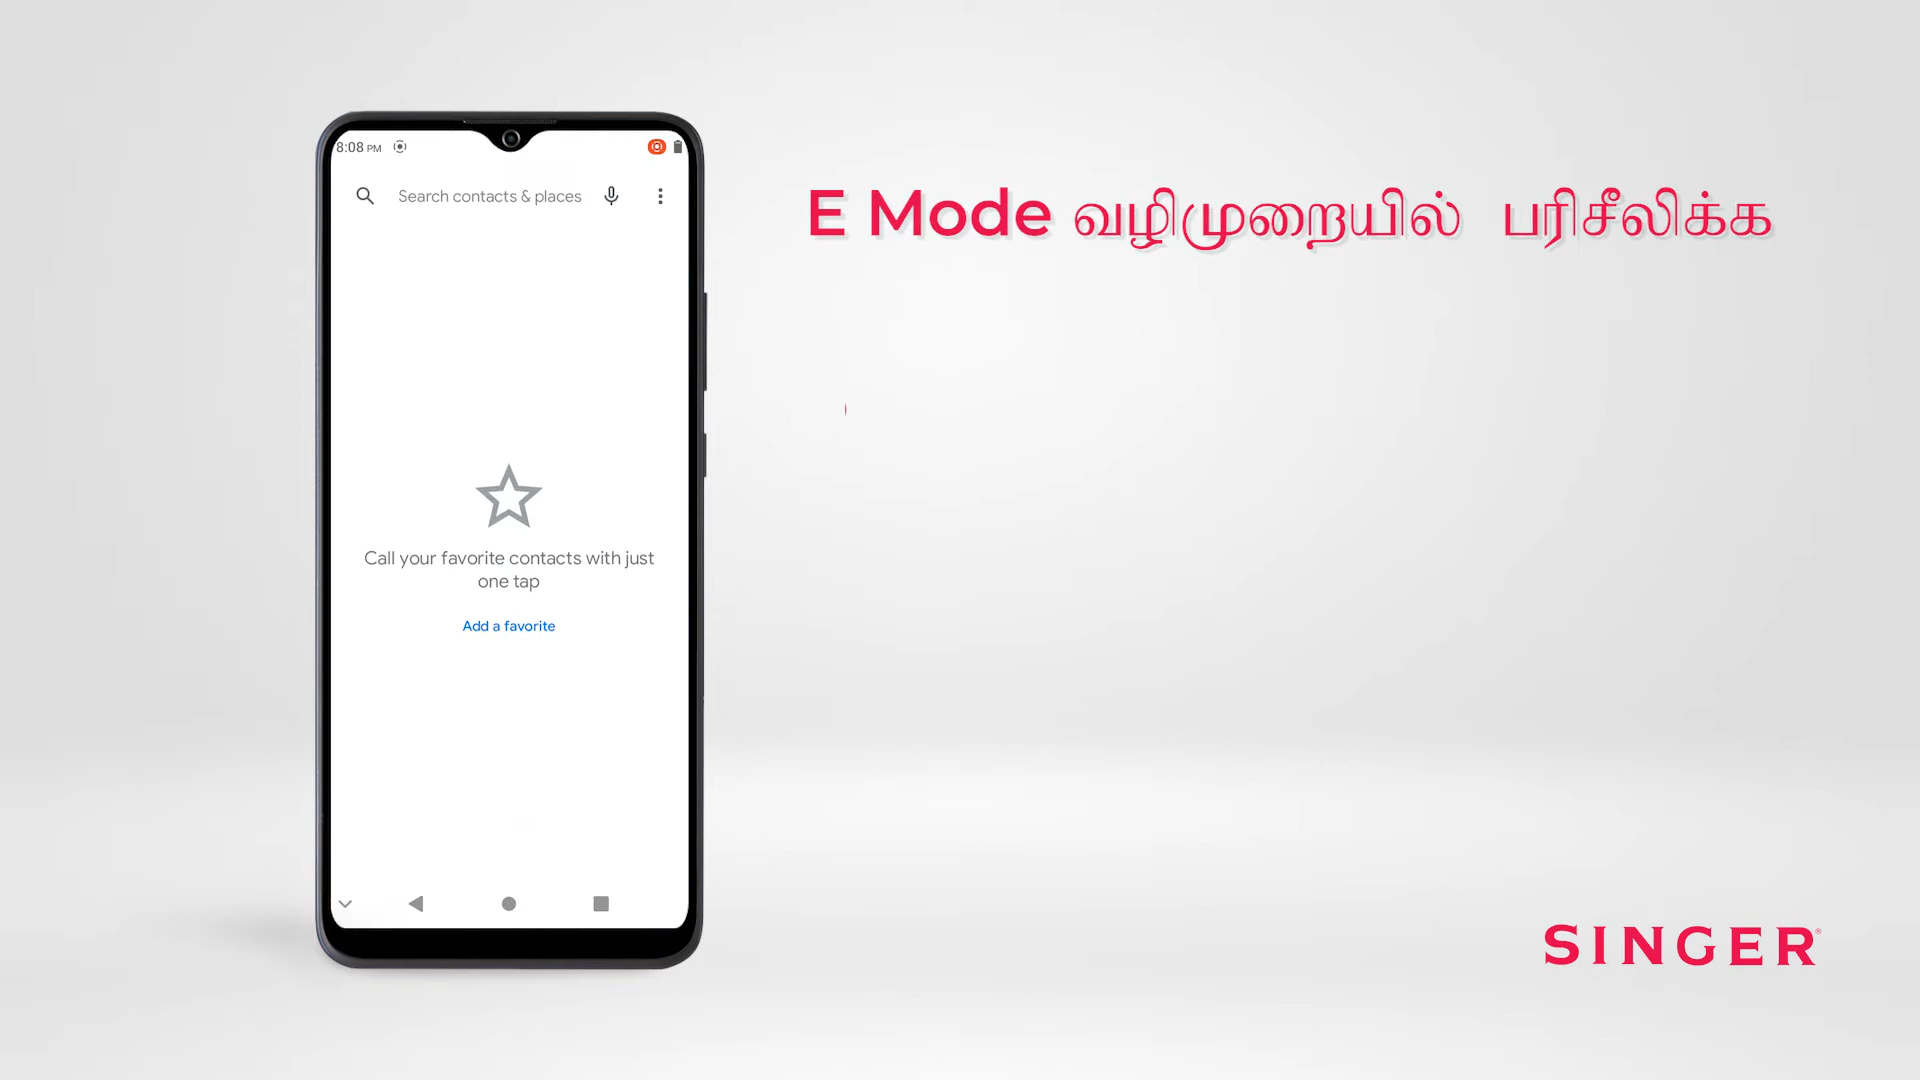 8:08 PM
Search contacts & places
E Mode வழிமுறையில் பரிசீலிக்க
Call your favorite contacts with just
one tap
Add a favorite
SINGER®